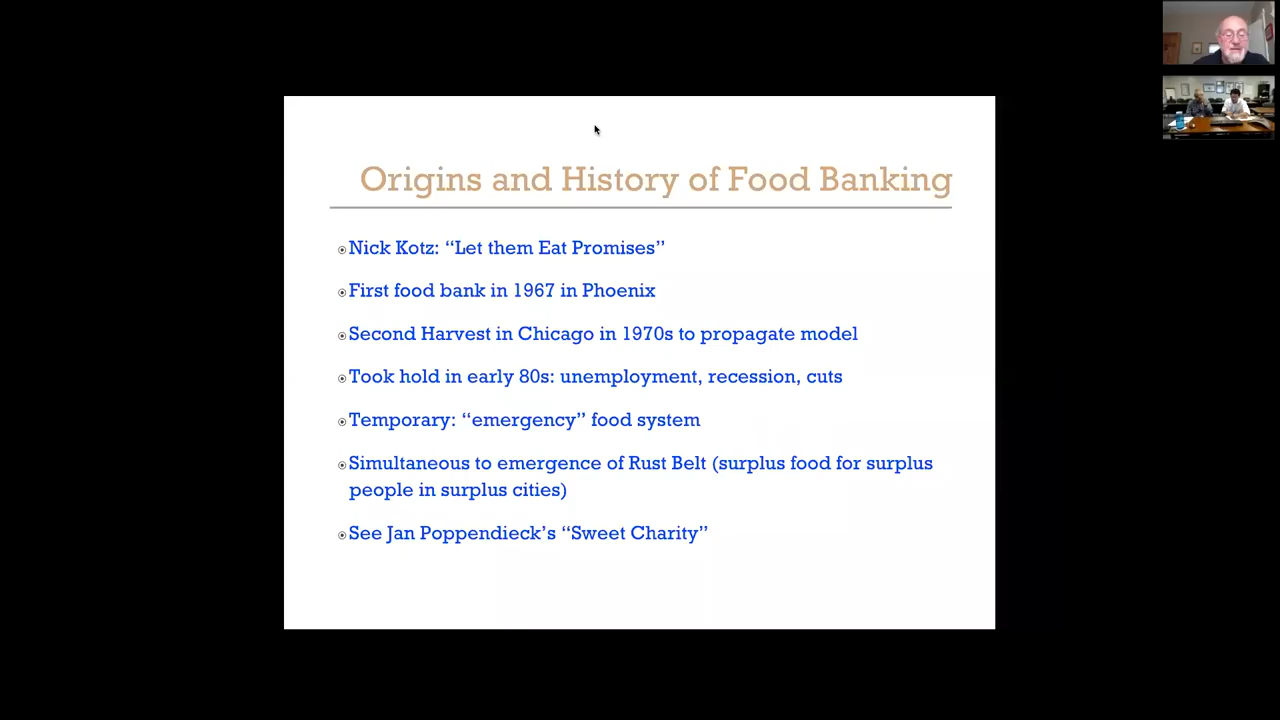 Origins and History of Food Banking
Nick Kotz: “Let them Eat Promises”
First food bank in 1967 in Phoenix
Second Harvest in Chicago in 1970s to propagate model
Took hold in early 80s: unemployment, recession, cuts
Temporary: “emergency” food system
Simultaneous to emergence of Rust Belt (surplus food for surplus
people in surplus cities)
See Jan Poppendieck’s “Sweet Charity”